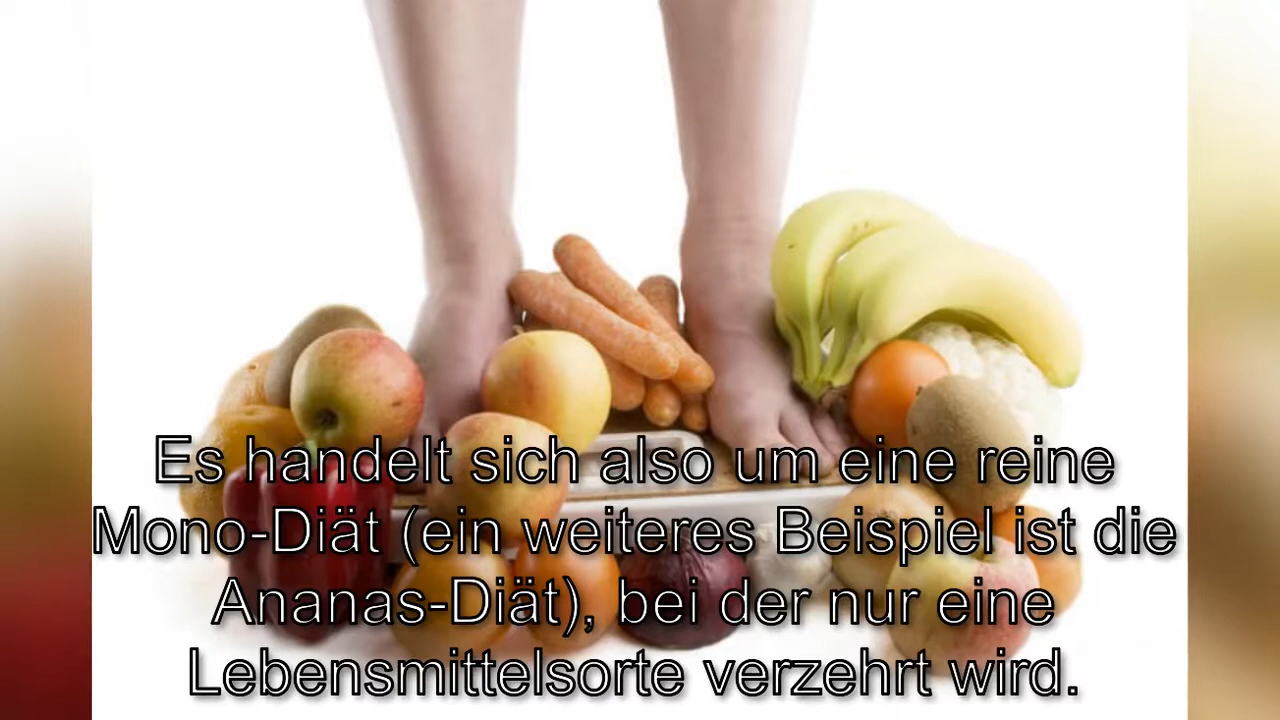 Es handelt sich also um eine reine
Mono-Diät (ein weiteres Beispiel ist die
Ananas-Diät), bei der nur eine
Lebensmittelsorte verzehrt wird.